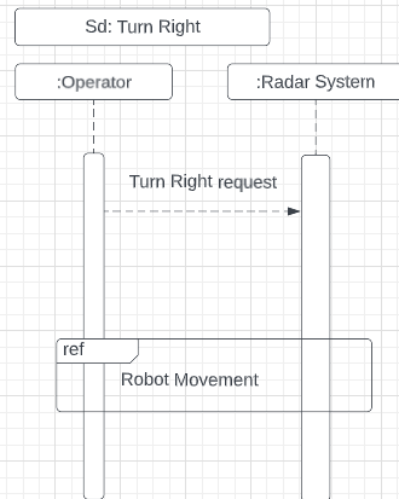 Sd: Turn Right
:Operator
:Radar System
Turn Right request
ref
Robot Movement